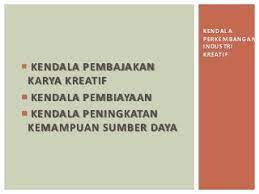 KENDALA
PERKEMBANGAN
INDUSTRI
KREATIF
KENDALA PEMBAJAKAN
KARYA KREATIF
KENDALA PEMBIAYAAN
KENDALA PENINGKATAN
KEMAMPUAN SUMBER DAYA